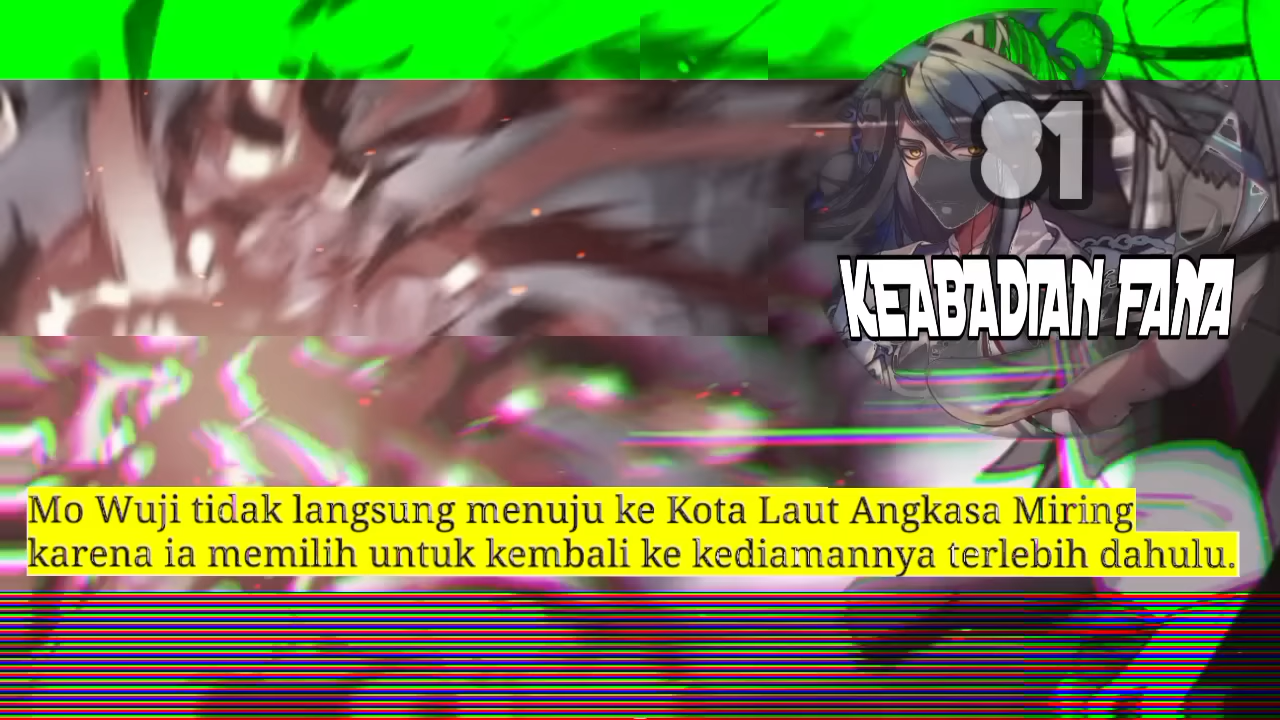 81
KEABADIAN FANA
Mo Wuji tidak langsung menuju ke Kota Laut Angkasa Miring
karena ia memilih untuk kembali ke kediamannya terlebih dahulu.